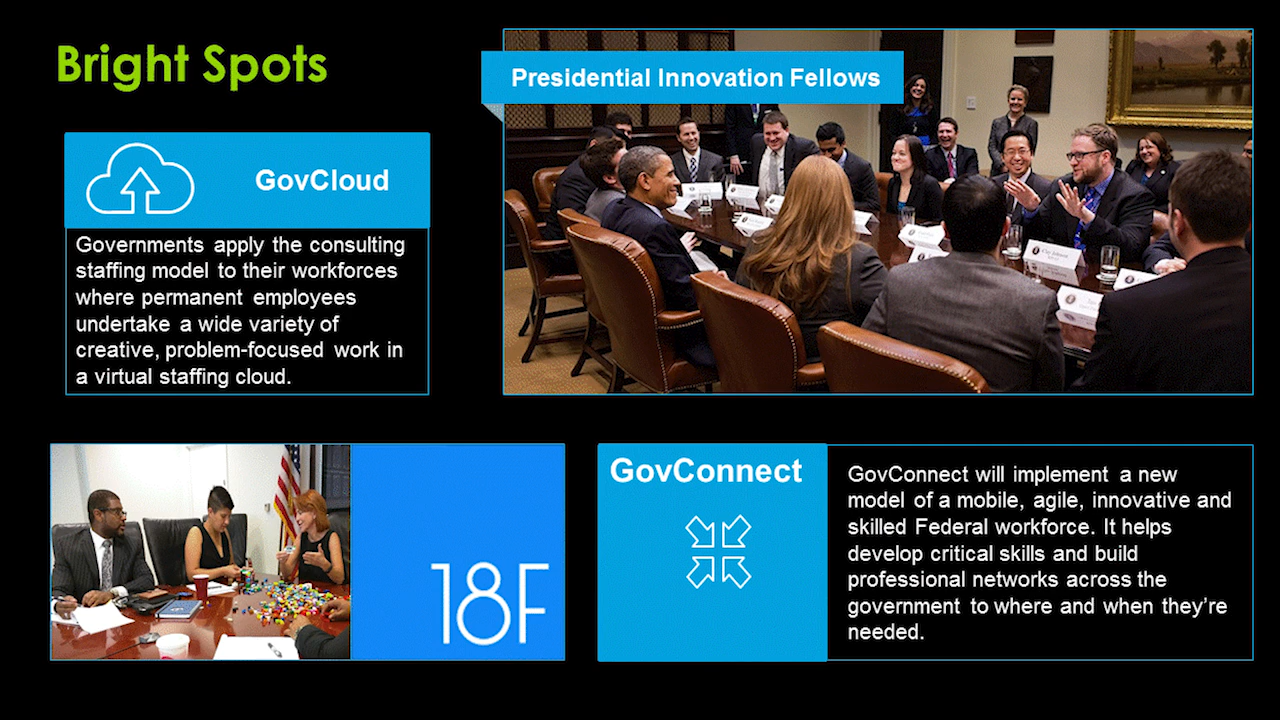 Bright Spots
Presidential Innovation Fellows
GovCloud
Governments apply the consulting
staffing model to their workforces
where permanent employees
undertake a wide variety of
creative, problem-focused work in
a virtual staffing cloud.
18F
GovConnect
GovConnect will implement a new
model of a mobile, agile, innovative and
skilled Federal workforce. It helps
develop critical skills and build
professional networks across the
government to where and when they’re
needed.